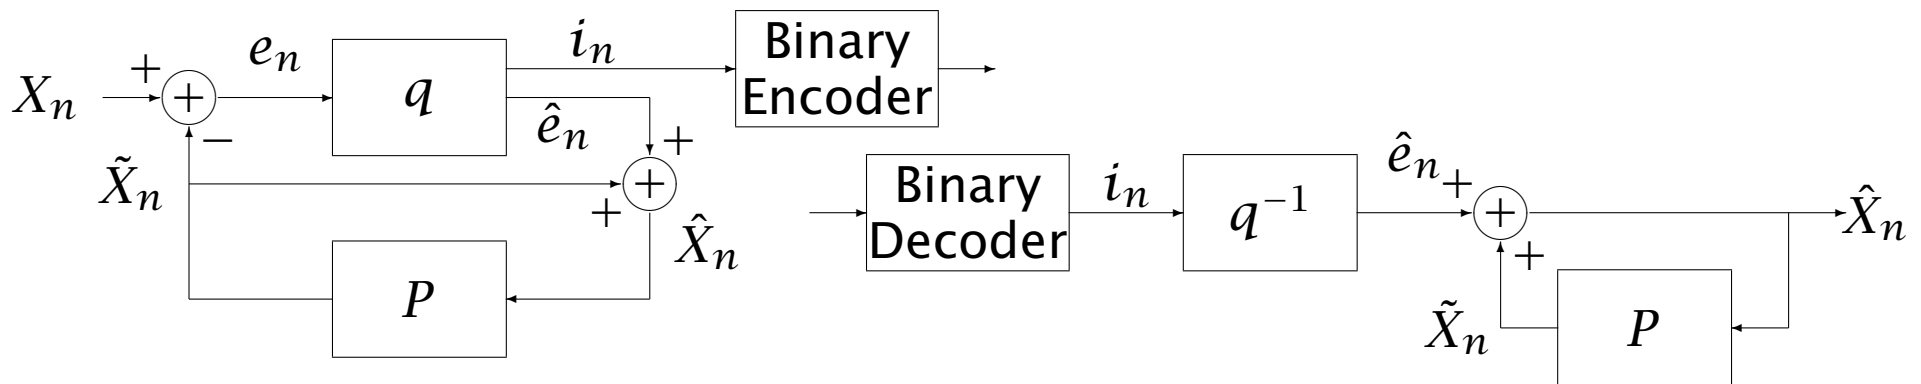 X_n
+
+
−
e_n
q
i_n
ê_n
Binary
Encoder
X̃_n
+
+
+
X̂_n
P
Binary
Decoder
i_n
q⁻¹
ê_n
+
+
+
X̂_n
X̃_n
P